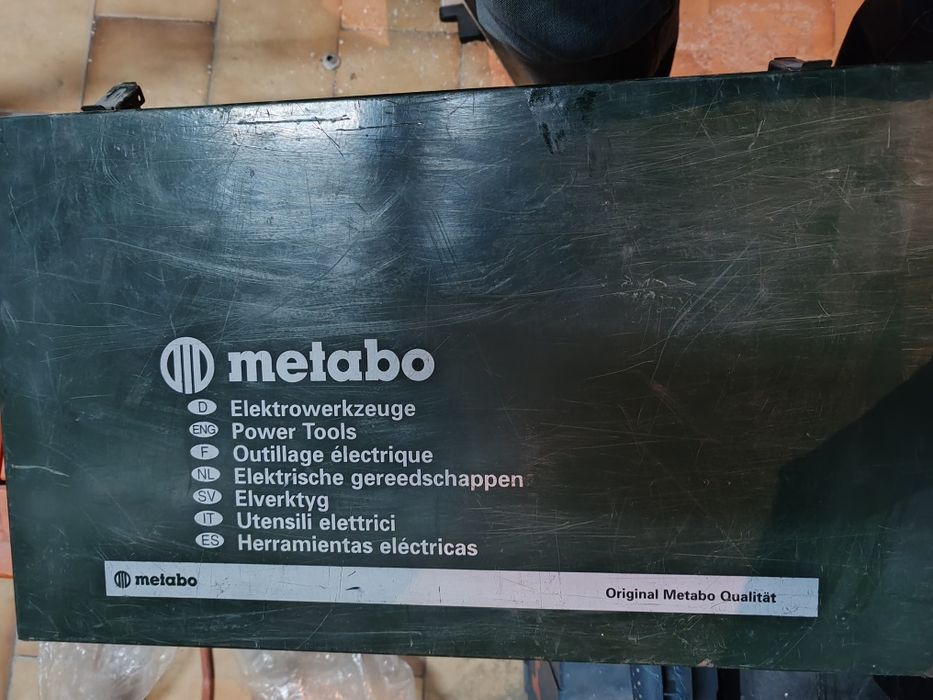 metabo
D Elektrowerkzeuge
ENG Power Tools
F Outillage électrique
NL Elektrische gereedschappen
SV Elverktyg
IT Utensili elettrici
ES Herramientas eléctricas
metabo Original Metabo Qualität